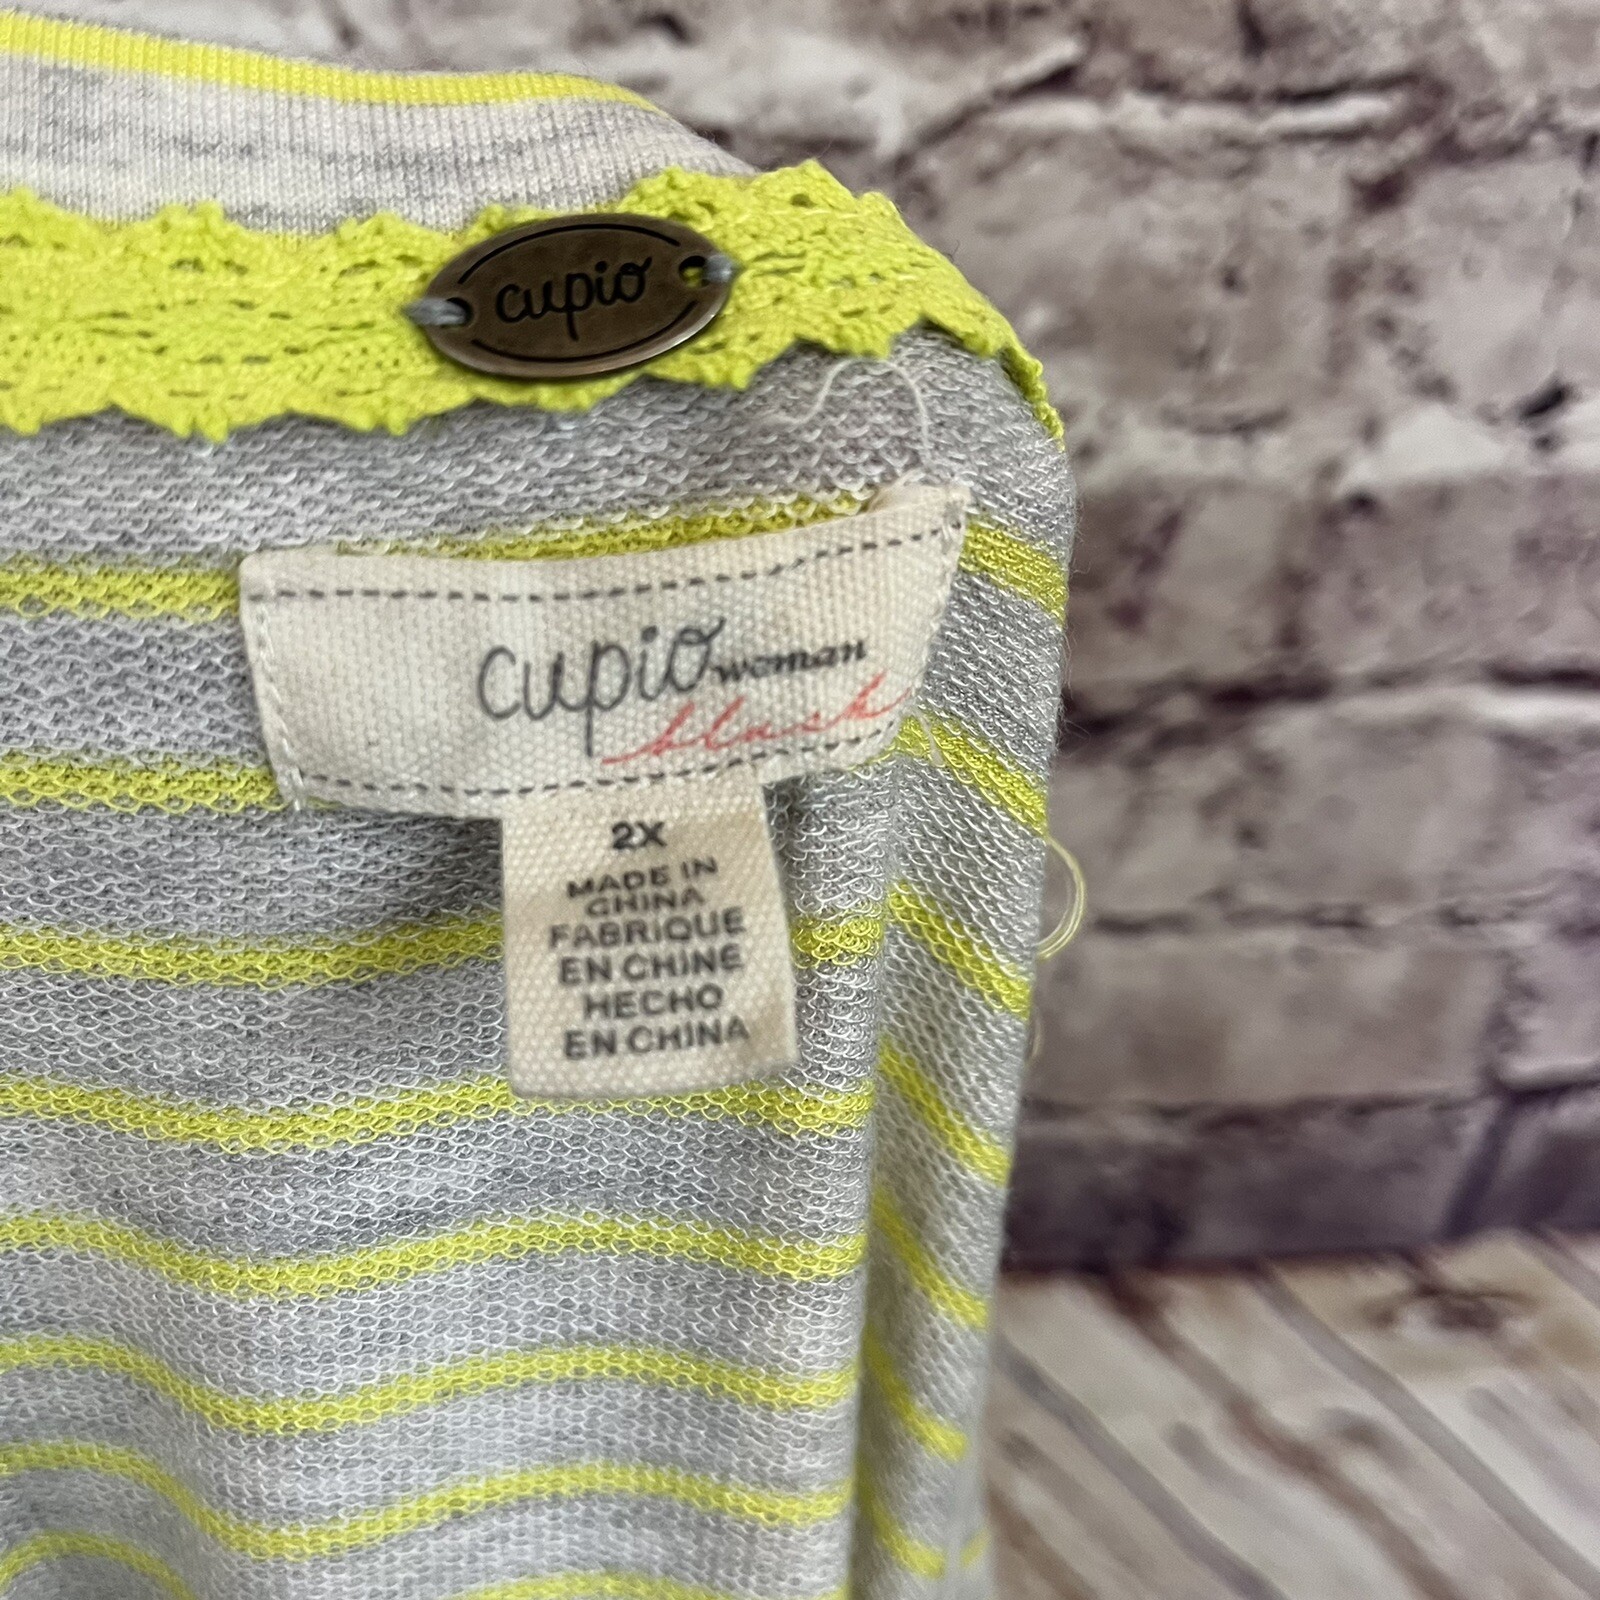 cupio
cupio woman
blush
2X
MADE IN
CHINA
FABRIQUE
EN CHINE
HECHO
EN CHINA